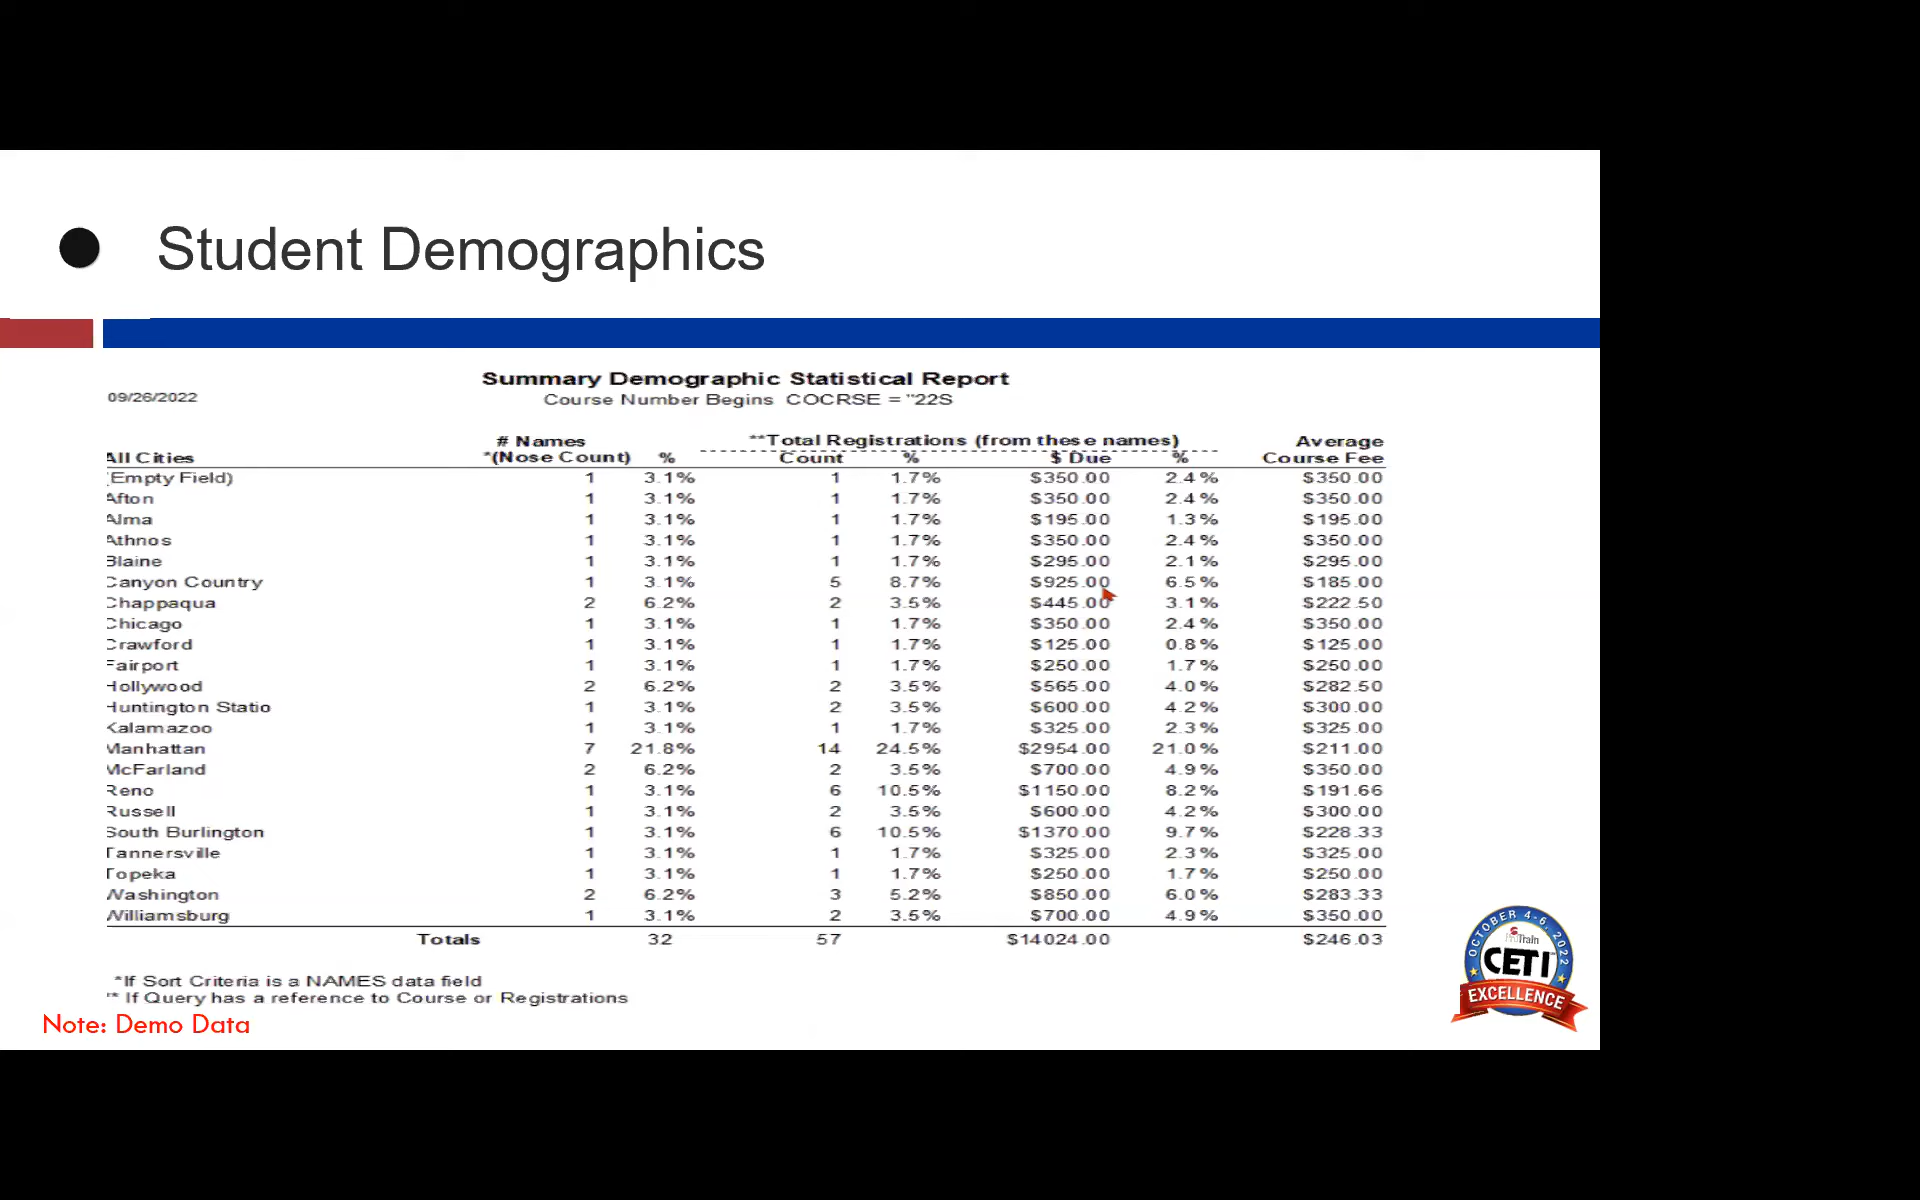 Student Demographics
Summary Demographic Statistical Report
09/26/2022
Course Number Begins COCRSE = "22S
# Names **Total Registrations (from these names) Average
All Cities *(Nose Count) % Count % $ Due % Course Fee
(Empty Field) 1 3.1% 1 1.7% $350.00 2.4% $350.00
Afton 1 3.1% 1 1.7% $350.00 2.4% $350.00
Alma 1 3.1% 1 1.7% $195.00 1.3% $195.00
Athnos 1 3.1% 1 1.7% $350.00 2.4% $350.00
Blaine 1 3.1% 1 1.7% $295.00 2.1% $295.00
Canyon Country 1 3.1% 5 8.7% $925.00 6.5% $185.00
Chappaqua 2 6.2% 2 3.5% $445.00 3.1% $222.50
Chicago 1 3.1% 1 1.7% $350.00 2.4% $350.00
Crawford 1 3.1% 1 1.7% $125.00 0.8% $125.00
Fairport 1 3.1% 1 1.7% $250.00 1.7% $250.00
Hollywood 2 6.2% 2 3.5% $565.00 4.0% $282.50
Huntington Statio 1 3.1% 2 3.5% $600.00 4.2% $300.00
Kalamazoo 1 3.1% 1 1.7% $325.00 2.3% $325.00
Manhattan 7 21.8% 14 24.5% $2954.00 21.0% $211.00
McFarland 2 6.2% 2 3.5% $700.00 4.9% $350.00
Reno 1 3.1% 6 10.5% $1150.00 8.2% $191.66
Russell 1 3.1% 2 3.5% $600.00 4.2% $300.00
South Burlington 1 3.1% 6 10.5% $1370.00 9.7% $228.33
Tannersville 1 3.1% 1 1.7% $325.00 2.3% $325.00
Topeka 1 3.1% 1 1.7% $250.00 1.7% $250.00
Washington 2 6.2% 3 5.2% $850.00 6.0% $283.33
Williamsburg 1 3.1% 2 3.5% $700.00 4.9% $350.00
Totals 32 57 $14024.00 $246.03
*If Sort Criteria is a NAMES data field
** If Query has a reference to Course or Registrations
Note: Demo Data
OCTOBER 4-6, 2022
ProTrain
CETI
EXCELLENCE